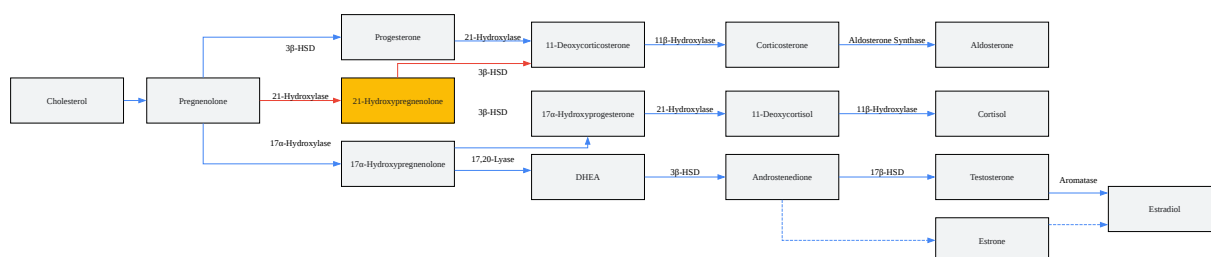 Progesterone
21-Hydroxylase
11-Deoxycorticosterone
11β-Hydroxylase
Corticosterone
Aldosterone Synthase
Aldosterone
3β-HSD
3β-HSD
Cholesterol
Pregnenolone
21-Hydroxylase
21-Hydroxypregnenolone
3β-HSD
17α-Hydroxyprogesterone
21-Hydroxylase
11-Deoxycortisol
11β-Hydroxylase
Cortisol
17α-Hydroxylase
17α-Hydroxypregnenolone
17,20-Lyase
DHEA
3β-HSD
Androstenedione
17β-HSD
Testosterone
Aromatase
Estradiol
Estrone